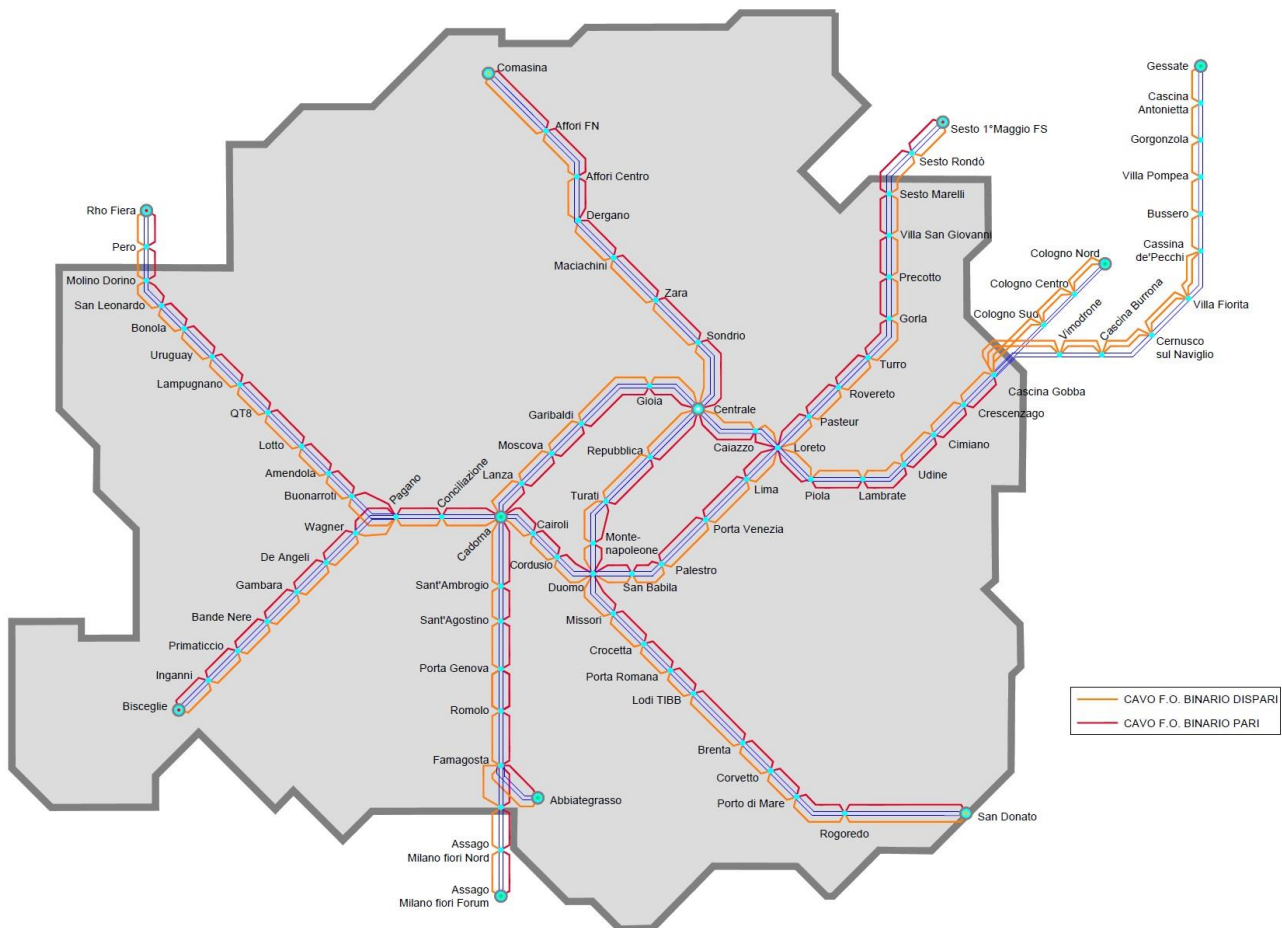 Comasina
Affori FN
Affori Centro
Dergano
Maciachini
Zara
Sondrio
Centrale
Sesto 1°Maggio FS
Sesto Rondò
Sesto Marelli
Villa San Giovanni
Precotto
Gorla
Turro
Rovereto
Pasteur
Loreto
Gessate
Cascina
Antonietta
Gorgonzola
Villa Pompea
Bussero
Cassina
de'Pecchi
Villa Fiorita
Cernusco
sul Naviglio
Cascina Burrona
Vimodrone
Cologno Nord
Cologno Centro
Cologno Sud
Cascina Gobba
Crescenzago
Cimiano
Udine
Lambrate
Piola
Caiazzo
Lima
Porta Venezia
Palestro
San Babila
Duomo
Rho Fiera
Pero
Molino Dorino
San Leonardo
Bonola
Uruguay
Lampugnano
QT8
Lotto
Amendola
Buonarroti
Pagano
Conciliazione
Cadorna
Cairoli
Cordusio
Wagner
De Angeli
Gambara
Bande Nere
Primaticcio
Inganni
Bisceglie
Gioia
Garibaldi
Moscova
Lanza
Repubblica
Turati
Monte-
napoleone
Missori
Crocetta
Porta Romana
Lodi TIBB
Brenta
Corvetto
Porto di Mare
Rogoredo
San Donato
Sant'Ambrogio
Sant'Agostino
Porta Genova
Romolo
Famagosta
Abbiategrasso
Assago
Milano fiori Nord
Assago
Milano fiori Forum
CAVO F.O. BINARIO DISPARI
CAVO F.O. BINARIO PARI